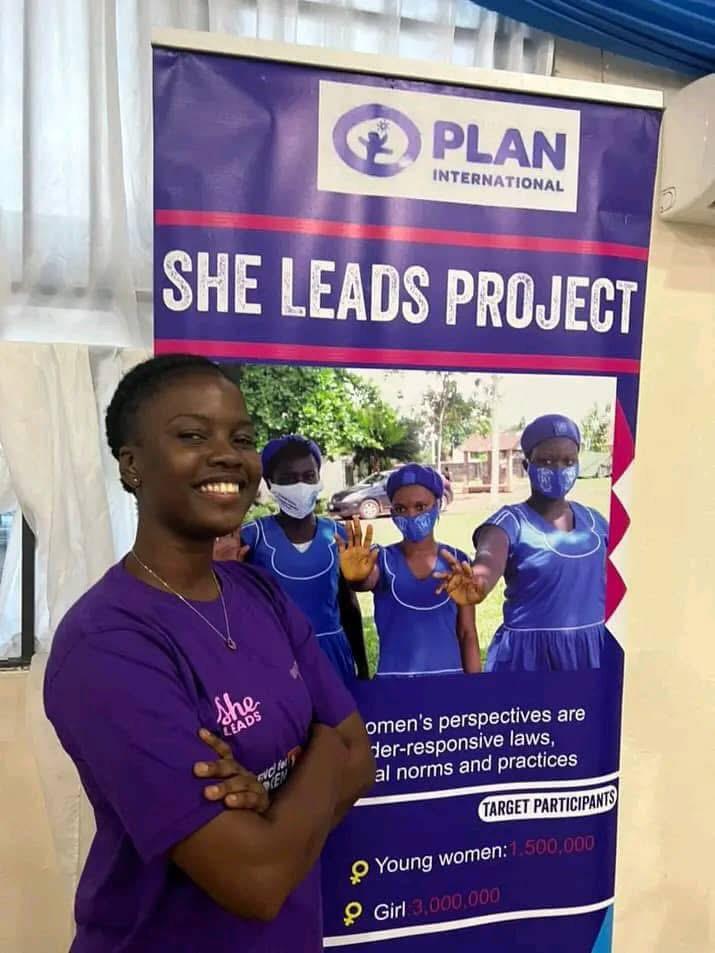 PLAN
INTERNATIONAL
SHE LEADS PROJECT
She
LEADS
omen's perspectives are
der-responsive laws,
al norms and practices
TARGET PARTICIPANTS
Young women: 1.500,000
Girl 3,000,000